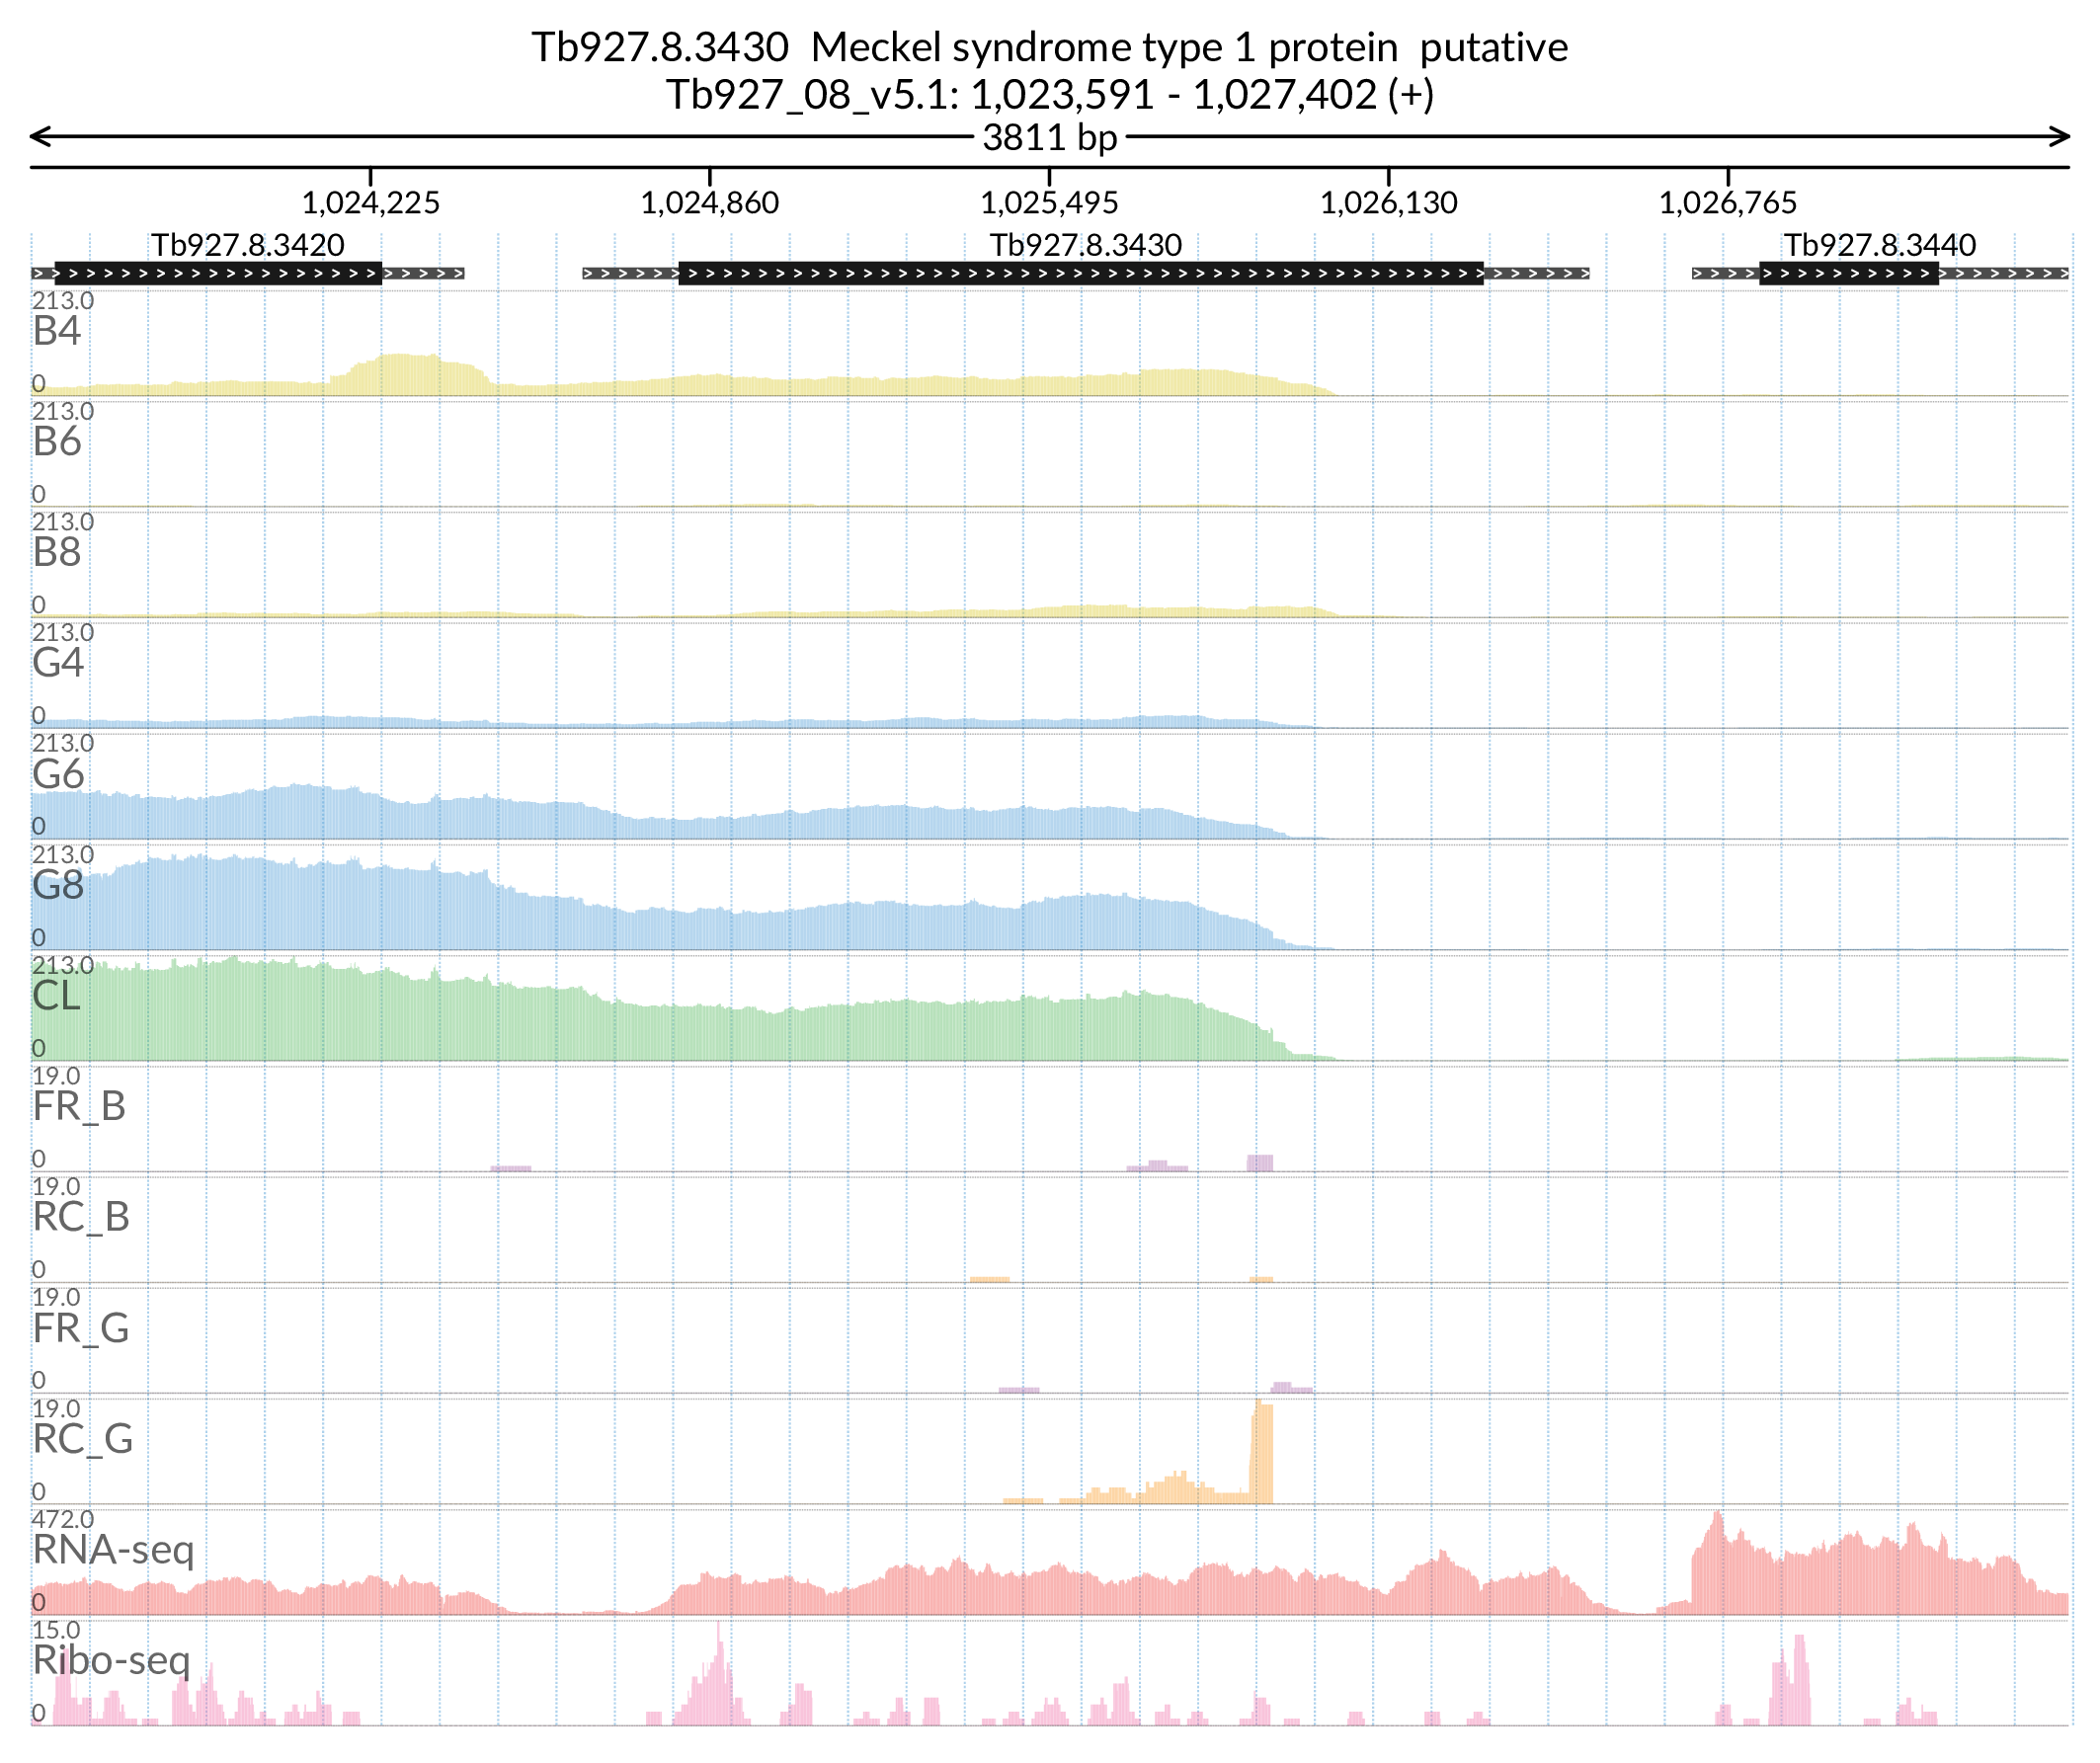 Tb927.8.3430  Meckel syndrome type 1 protein  putative
Tb927_08_v5.1: 1,023,591 - 1,027,402 (+)
3811 bp
1,024,225 1,024,860 1,025,495 1,026,130 1,026,765
Tb927.8.3420 Tb927.8.3430 Tb927.8.3440
213.0
B4
0
213.0
B6
0
213.0
B8
0
213.0
G4
0
213.0
G6
0
213.0
G8
0
213.0
CL
0
19.0
FR_B
0
19.0
RC_B
0
19.0
FR_G
0
19.0
RC_G
0
472.0
RNA-seq
0
15.0
Ribo-seq
0